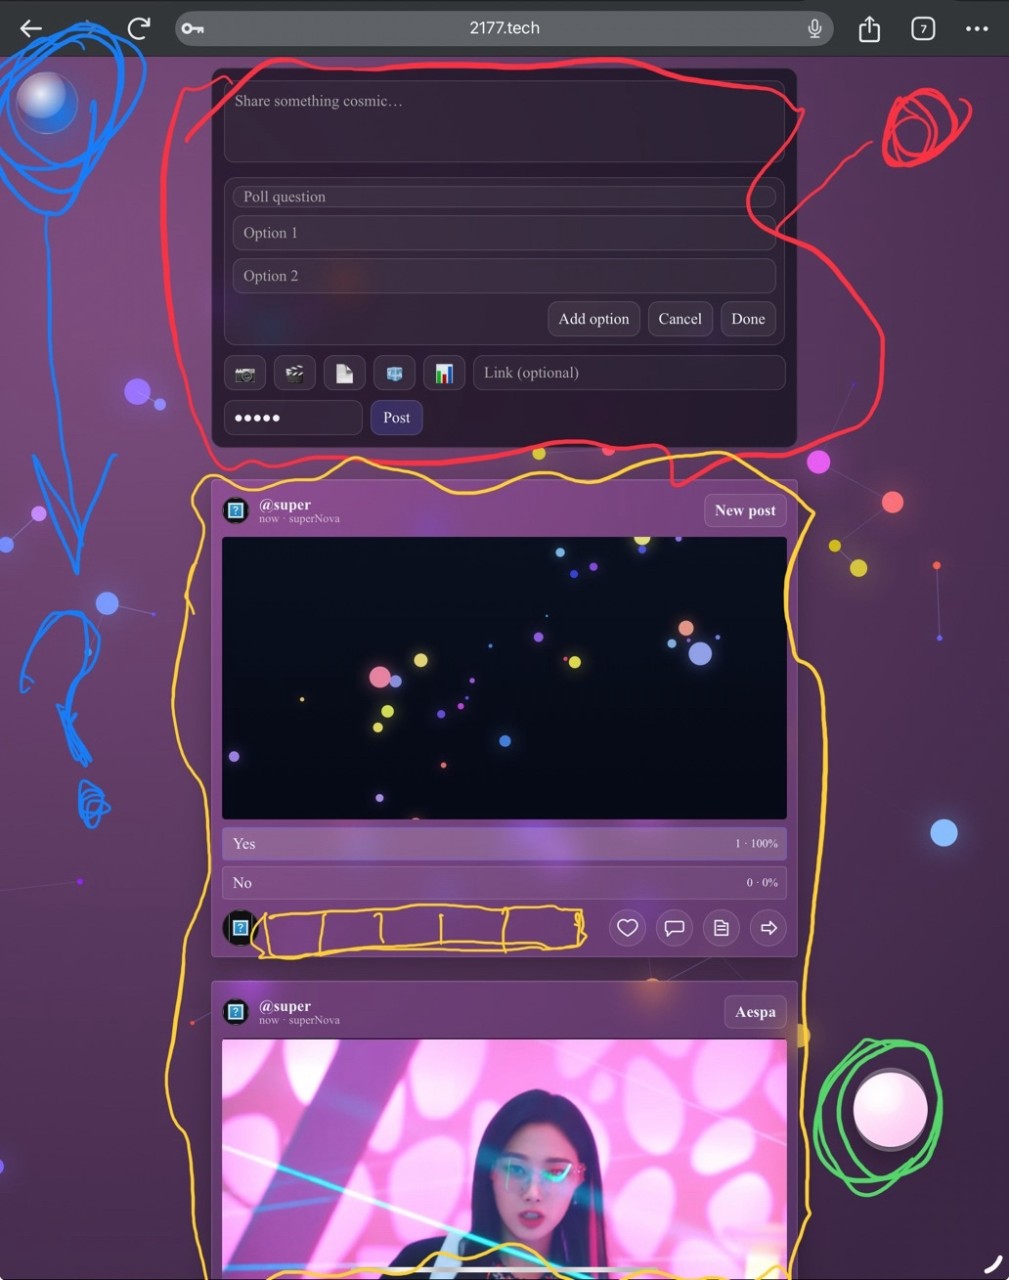 2177.tech
7
Share something cosmic...
Poll question
Option 1
Option 2
Add option Cancel Done
Link (optional)
●●●●● Post
@super
now · superNova
New post
Yes 1 · 100%
No 0 · 0%
@super
now · superNova
Aespa
?